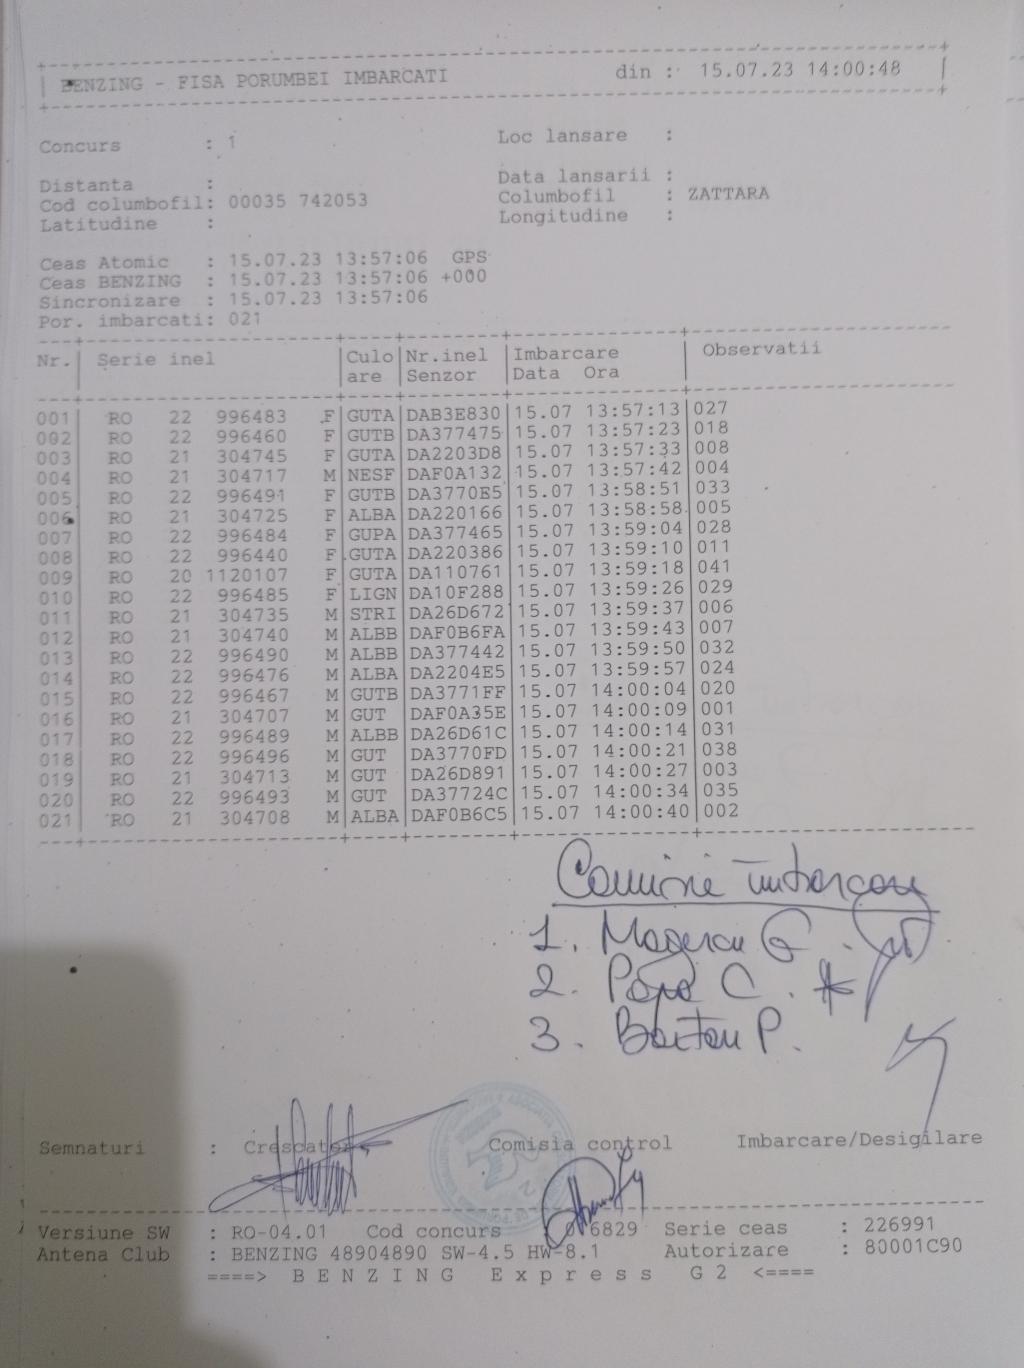 BENZING - FISA PORUMBEI IMBARCATI din : 15.07.23 14:00:48
Concurs : 1 Loc lansare :
Distanta : Data lansarii :
Cod columbofil: 00035 742053 Columbofil : ZATTARA
Latitudine : Longitudine :
Ceas Atomic : 15.07.23 13:57:06 GPS
Ceas BENZING : 15.07.23 13:57:06 +000
Sincronizare : 15.07.23 13:57:06
Por. imbarcati: 021
Nr. Serie inel Culo Nr.inel Imbarcare Observatii
are Senzor Data Ora
001 RO 22 996483 F GUTA DAB3E830 15.07 13:57:13 027
002 RO 22 996460 F GUTB DA377475 15.07 13:57:23 018
003 RO 21 304745 F GUTA DA2203D8 15.07 13:57:33 008
004 RO 21 304717 M NESF DAF0A132 15.07 13:57:42 004
005 RO 22 996491 F GUTB DA3770E5 15.07 13:58:51 033
006 RO 21 304725 F ALBA DA220166 15.07 13:58:58 005
007 RO 22 996484 F GUPA DA377465 15.07 13:59:04 028
008 RO 22 996440 F GUTA DA220386 15.07 13:59:10 011
009 RO 20 1120107 F GUTA DA110761 15.07 13:59:18 041
010 RO 22 996485 F LIGN DA10F288 15.07 13:59:26 029
011 RO 21 304735 M STRI DA26D672 15.07 13:59:37 006
012 RO 21 304740 M ALBB DAF0B6FA 15.07 13:59:43 007
013 RO 22 996490 M ALBB DA377442 15.07 13:59:50 032
014 RO 22 996476 M ALBA DA2204E5 15.07 13:59:57 024
015 RO 22 996467 M GUTB DA3771FF 15.07 14:00:04 020
016 RO 21 304707 M GUT DAF0A35E 15.07 14:00:09 001
017 RO 22 996489 M ALBB DA26D61C 15.07 14:00:14 031
018 RO 22 996496 M GUT DA3770FD 15.07 14:00:21 038
019 RO 21 304713 M GUT DA26D891 15.07 14:00:27 003
020 RO 22 996493 M GUT DA37724C 15.07 14:00:34 035
021 RO 21 304708 M ALBA DAF0B6C5 15.07 14:00:40 002
1. G.
2. Popa C.
3. P.
Semnaturi : Crescator Comisia control Imbarcare/Desigilare
Versiune SW : RO-04.01 Cod concurs 6829 Serie ceas : 226991
Antena Club : BENZING 48904890 SW-4.5 HW-8.1 Autorizare : 80001C90
====> BENZING Express G2 <====